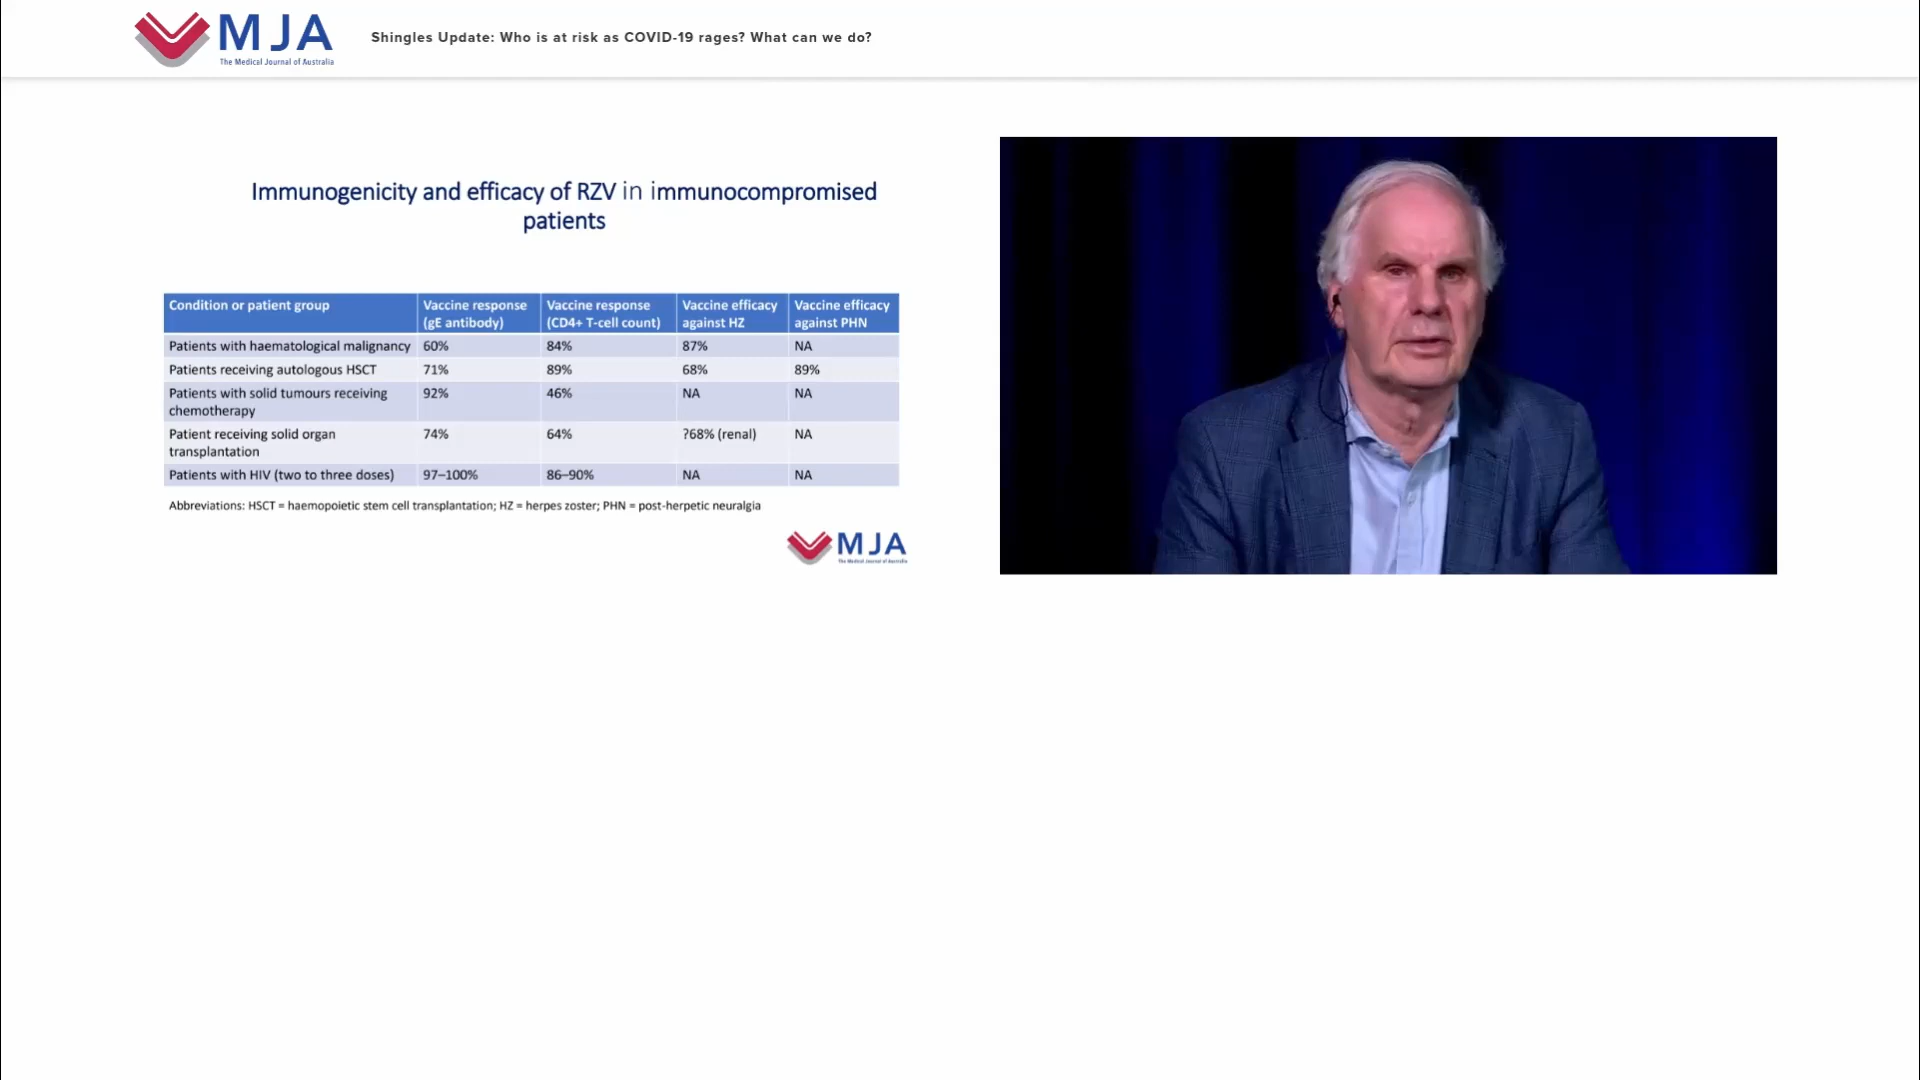 MJA
The Medical Journal of Australia
Shingles Update: Who is at risk as COVID-19 rages? What can we do?
Immunogenicity and efficacy of RZV in immunocompromised
patients
Condition or patient group Vaccine response (gE antibody) Vaccine response (CD4+ T-cell count) Vaccine efficacy against HZ Vaccine efficacy against PHN
Patients with haematological malignancy 60% 84% 87% NA
Patients receiving autologous HSCT 71% 89% 68% 89%
Patients with solid tumours receiving chemotherapy 92% 46% NA NA
Patient receiving solid organ transplantation 74% 64% ?68% (renal) NA
Patients with HIV (two to three doses) 97–100% 86–90% NA NA
Abbreviations: HSCT = haemopoietic stem cell transplantation; HZ = herpes zoster; PHN = post-herpetic neuralgia
MJA
The Medical Journal of Australia